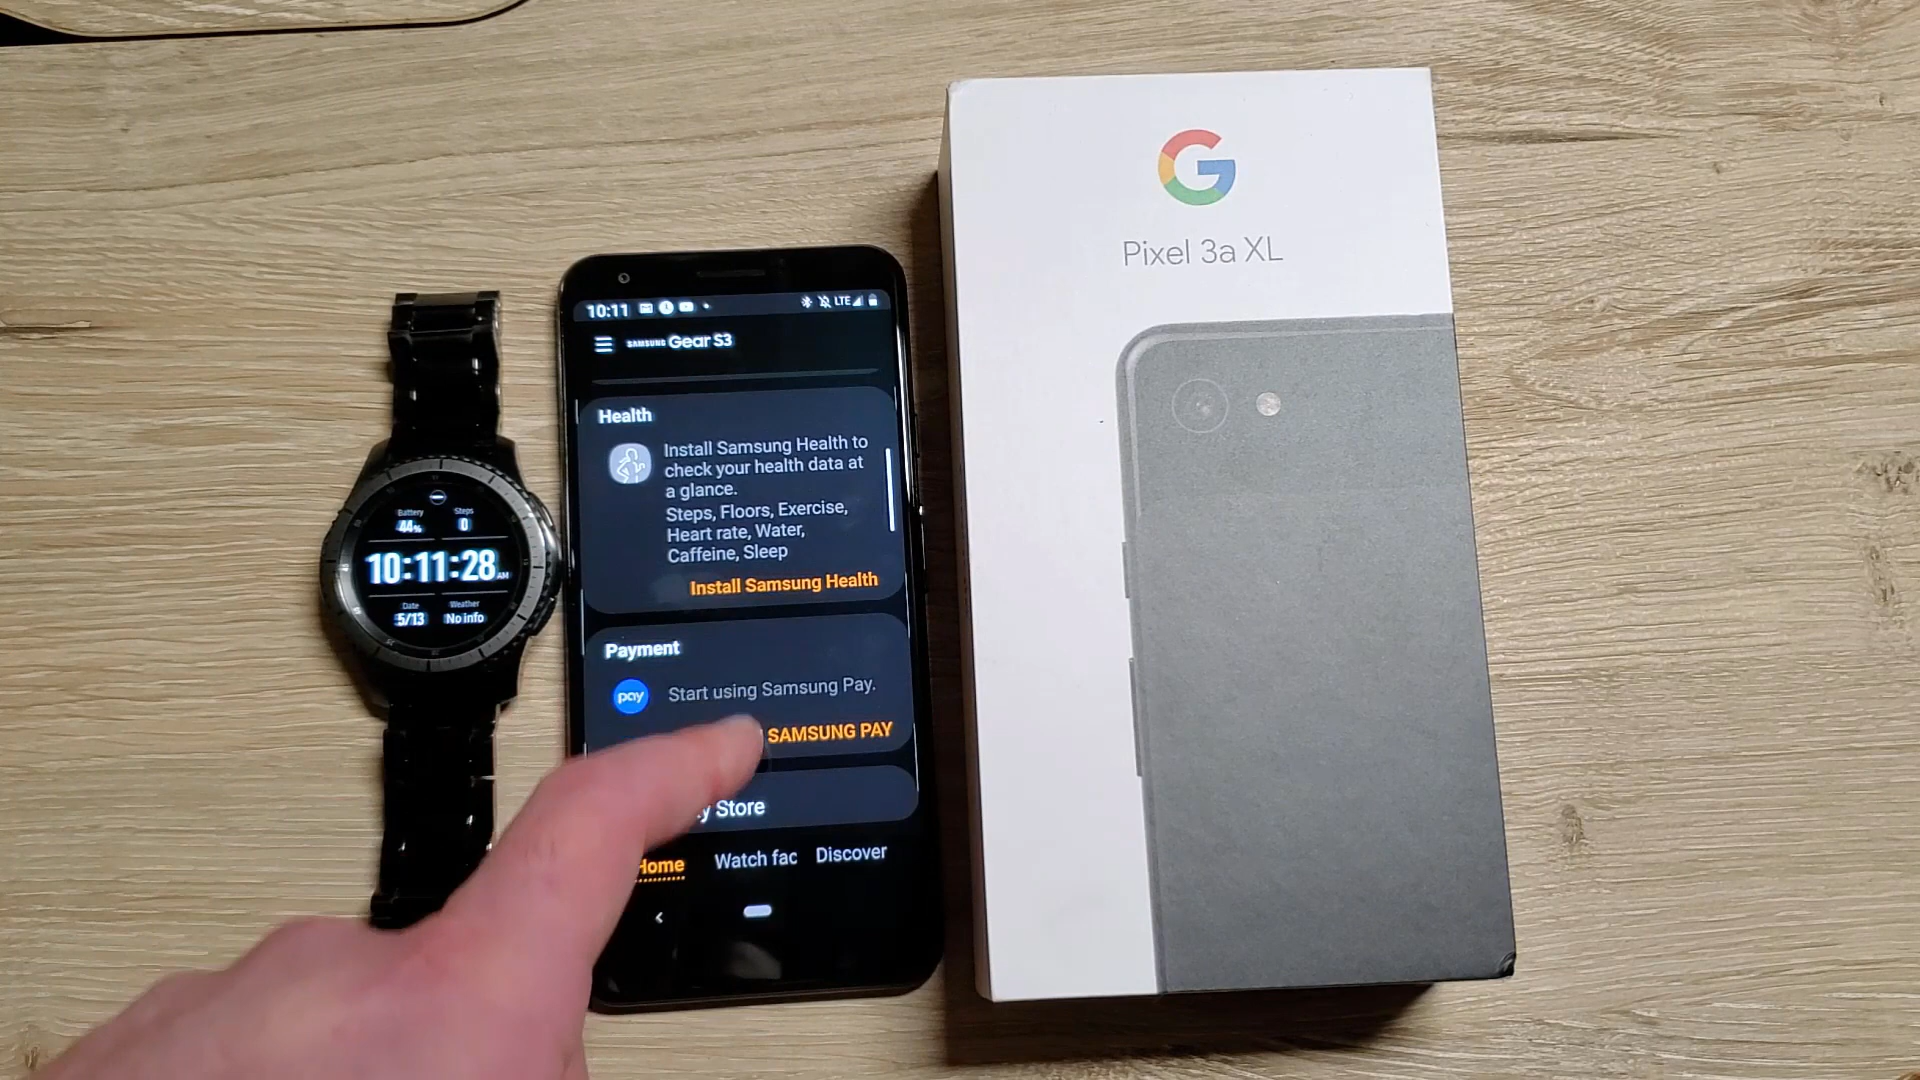 Battery
Steps
44%
0
10:11:28 AM
Date
Weather
5/13
No info
10:11
LTE
SAMSUNG Gear S3
Health
Install Samsung Health to
check your health data at
a glance.
Steps, Floors, Exercise,
Heart rate, Water,
Caffeine, Sleep
Install Samsung Health
Payment
pay
Start using Samsung Pay.
SAMSUNG PAY
y Store
Home
Watch fac
Discover
G
Pixel 3a XL